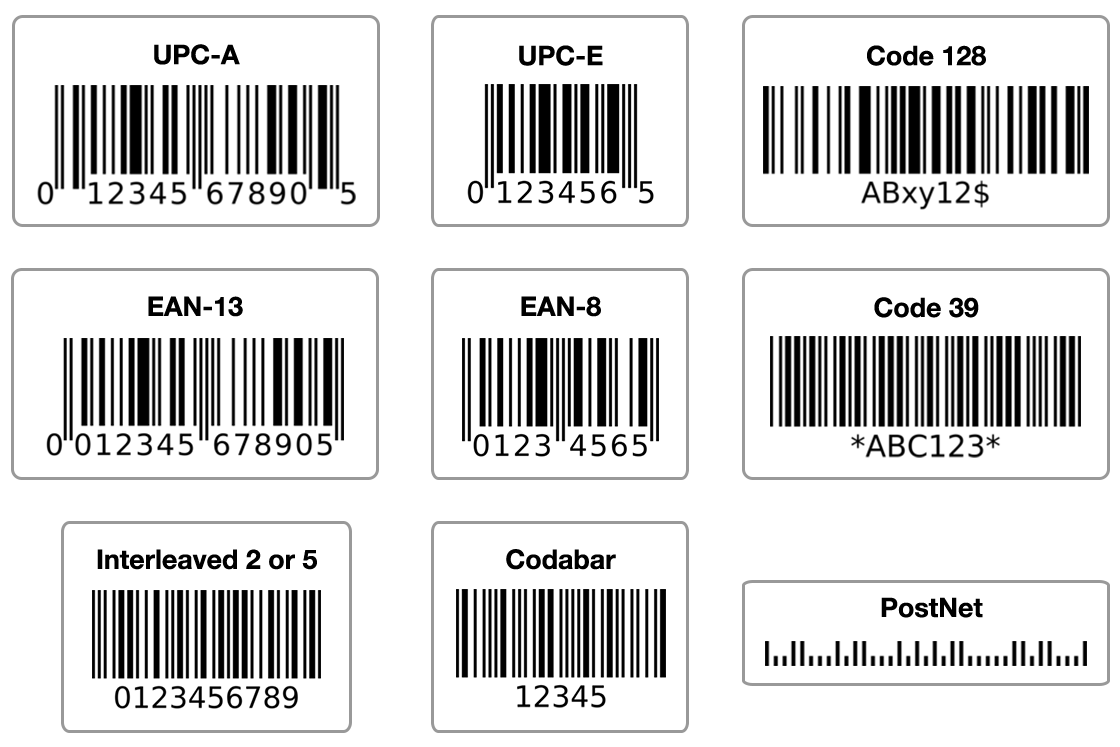 UPC-A
0 12345 67890 5
UPC-E
0 123456 5
Code 128
ABxy12$
EAN-13
0 012345 678905
EAN-8
0123 4565
Code 39
*ABC123*
Interleaved 2 or 5
0123456789
Codabar
12345
PostNet